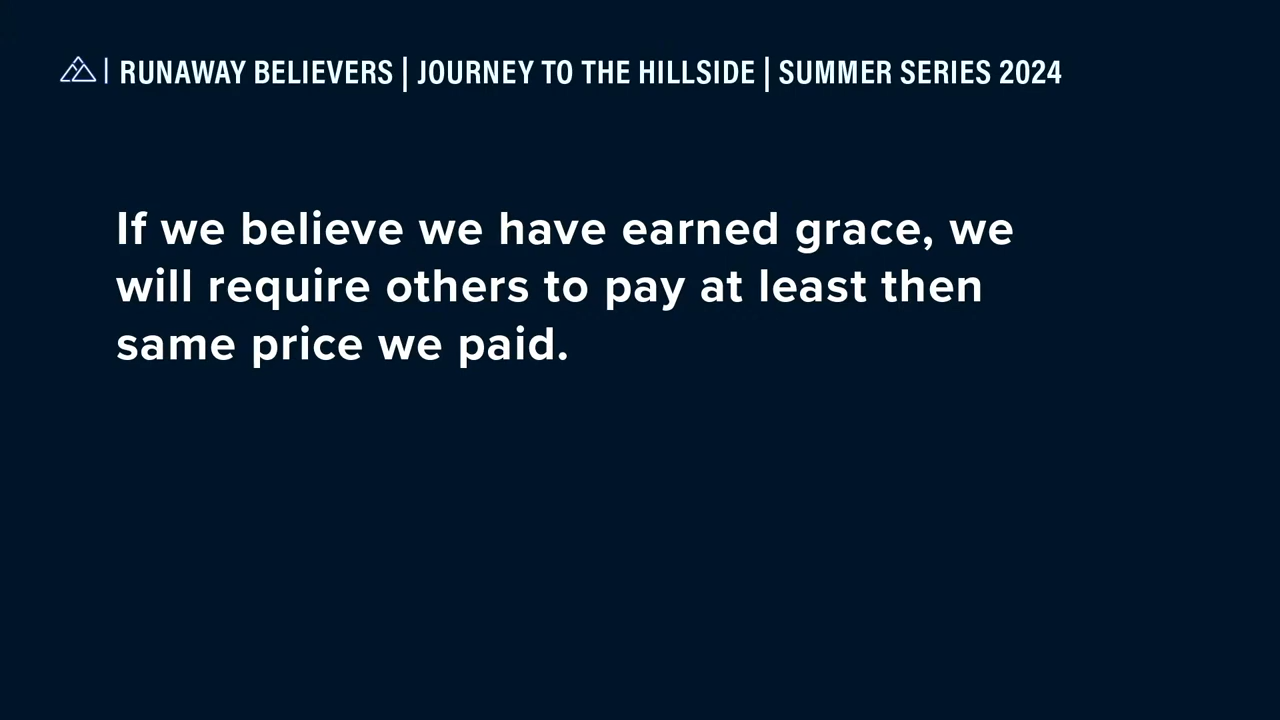 | RUNAWAY BELIEVERS | JOURNEY TO THE HILLSIDE | SUMMER SERIES 2024
If we believe we have earned grace, we
will require others to pay at least then
same price we paid.